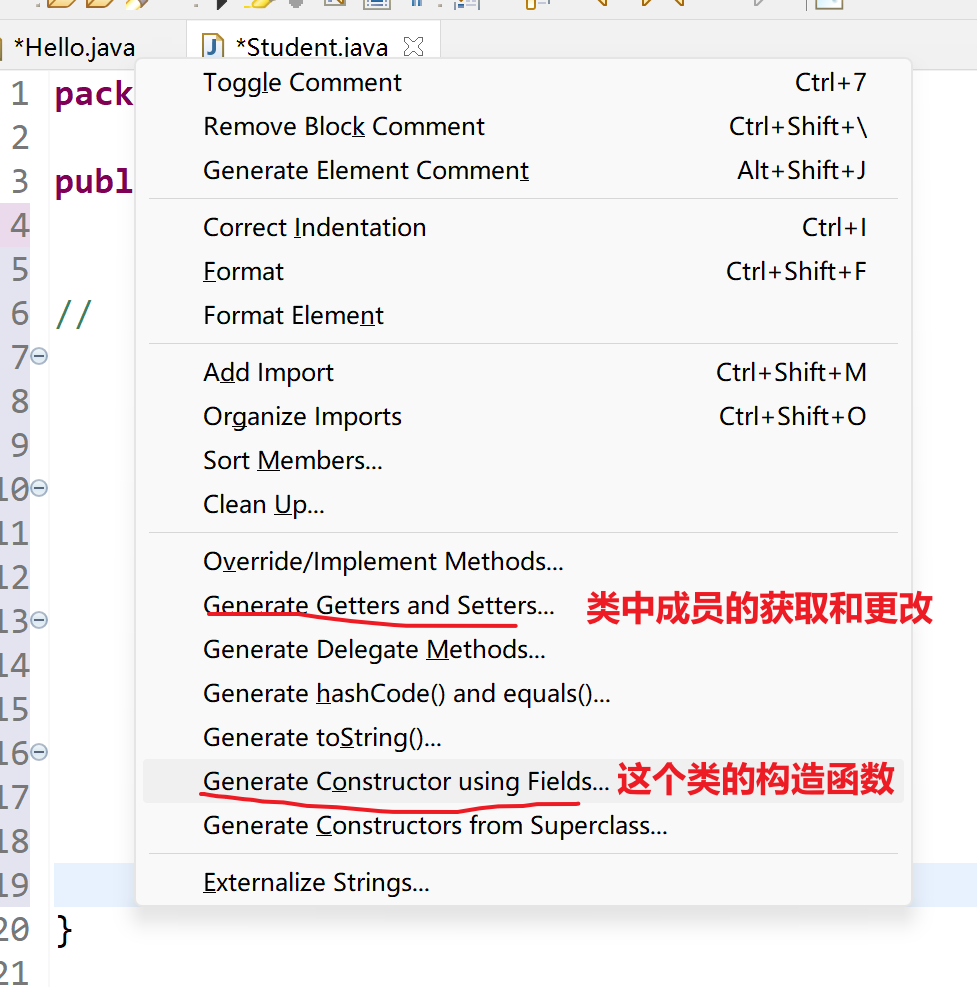 *Hello.java
*Student.java
1 pack
2
3 publ
4
5
6 //
7
8
9
10
11
12
13
14
15
16
17
18
19
20 }
21
Toggle Comment Ctrl+7
Remove Block Comment Ctrl+Shift+\
Generate Element Comment Alt+Shift+J
Correct Indentation Ctrl+I
Format Ctrl+Shift+F
Format Element
Add Import Ctrl+Shift+M
Organize Imports Ctrl+Shift+O
Sort Members...
Clean Up...
Override/Implement Methods...
Generate Getters and Setters... 类中成员的获取和更改
Generate Delegate Methods...
Generate hashCode() and equals()...
Generate toString()...
Generate Constructor using Fields... 这个类的构造函数
Generate Constructors from Superclass...
Externalize Strings...